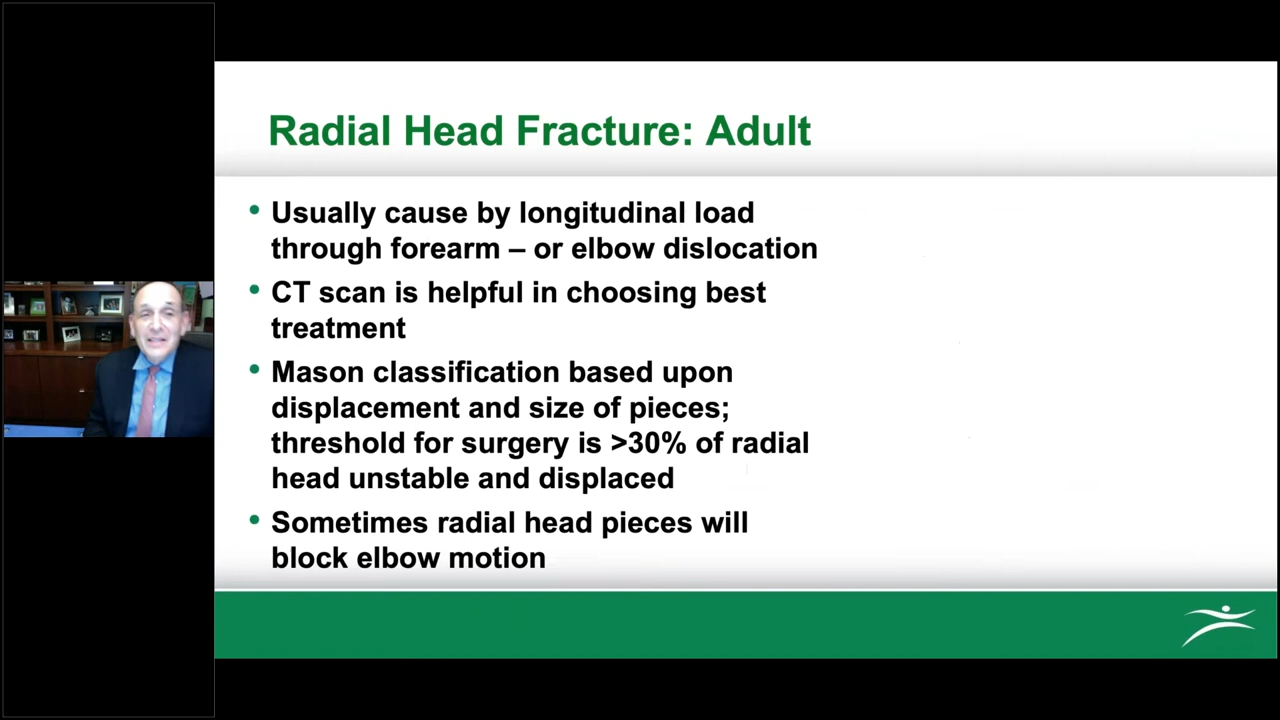 Radial Head Fracture: Adult
• Usually cause by longitudinal load
through forearm – or elbow dislocation
• CT scan is helpful in choosing best
treatment
• Mason classification based upon
displacement and size of pieces;
threshold for surgery is >30% of radial
head unstable and displaced
• Sometimes radial head pieces will
block elbow motion